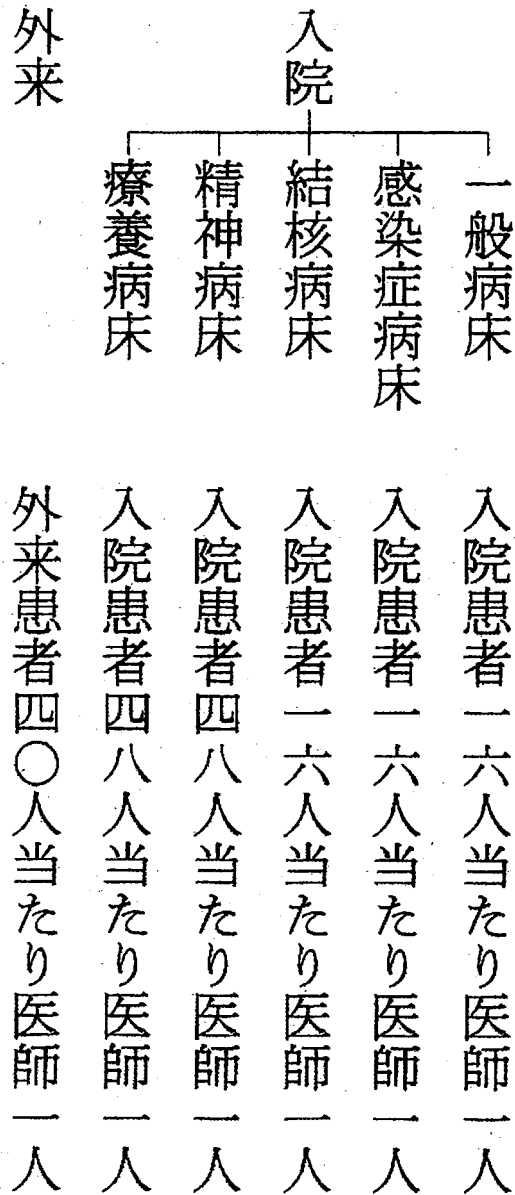 入院
一般病床 入院患者一六人当たり医師一人
感染症病床 入院患者一六人当たり医師一人
結核病床 入院患者一六人当たり医師一人
精神病床 入院患者四八人当たり医師一人
療養病床 入院患者四八人当たり医師一人
外来 外来患者四〇人当たり医師一人